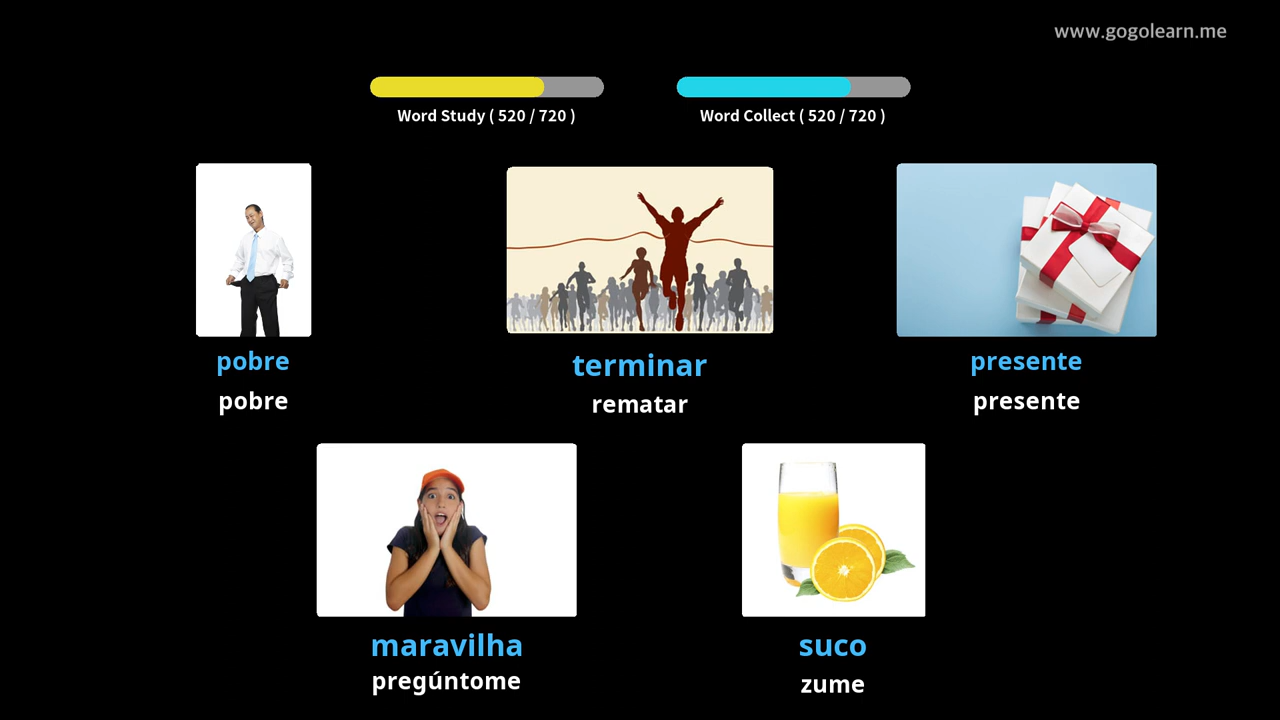 www.gogolearn.me
Word Study ( 520 / 720 )
Word Collect ( 520 / 720 )
pobre
pobre
terminar
rematar
presente
presente
maravilha
pregúntome
suco
zume